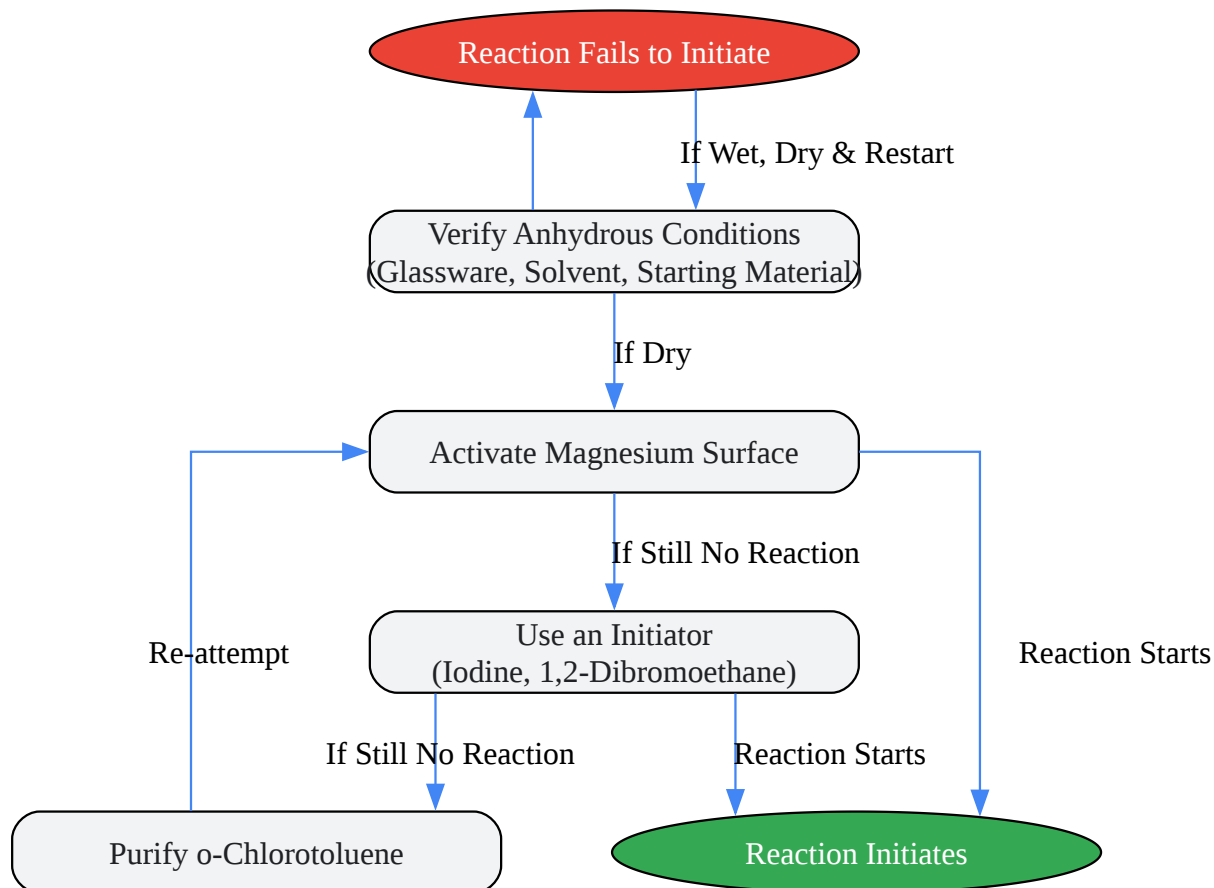 Reaction Fails to Initiate
If Wet, Dry & Restart
Verify Anhydrous Conditions
(Glassware, Solvent, Starting Material)
If Dry
Activate Magnesium Surface
If Still No Reaction
Use an Initiator
(Iodine, 1,2-Dibromoethane)
Re-attempt
Reaction Starts
If Still No Reaction
Reaction Starts
Purify o-Chlorotoluene
Reaction Initiates